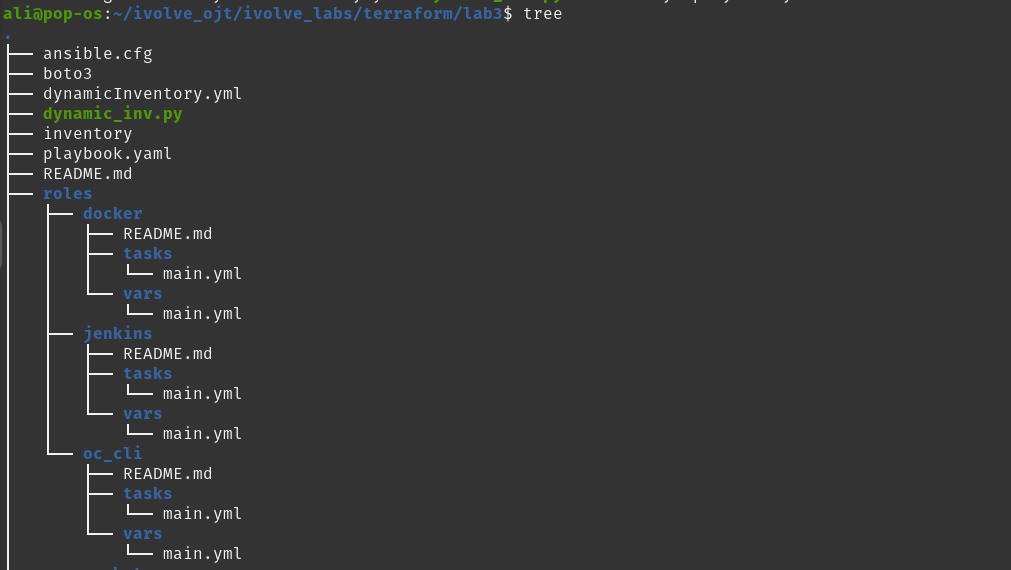 ali@pop-os:~/ivolve_ojt/ivolve_labs/terraform/lab3$ tree
.
├── ansible.cfg
├── boto3
├── dynamicInventory.yml
├── dynamic_inv.py
├── inventory
├── playbook.yaml
├── README.md
├── roles
│   ├── docker
│   │   ├── README.md
│   │   ├── tasks
│   │   │   └── main.yml
│   │   └── vars
│   │       └── main.yml
│   ├── jenkins
│   │   ├── README.md
│   │   ├── tasks
│   │   │   └── main.yml
│   │   └── vars
│   │       └── main.yml
│   └── oc_cli
│       ├── README.md
│       ├── tasks
│       │   └── main.yml
│       └── vars
│           └── main.yml